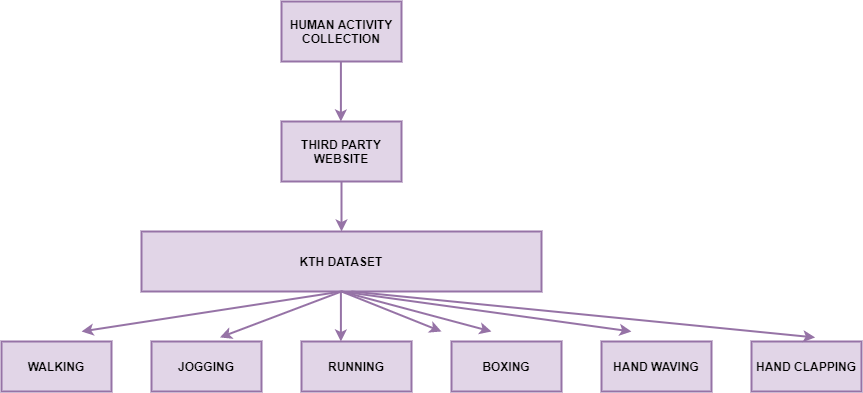 HUMAN ACTIVITY
COLLECTION
THIRD PARTY
WEBSITE
KTH DATASET
WALKING
JOGGING
RUNNING
BOXING
HAND WAVING
HAND CLAPPING